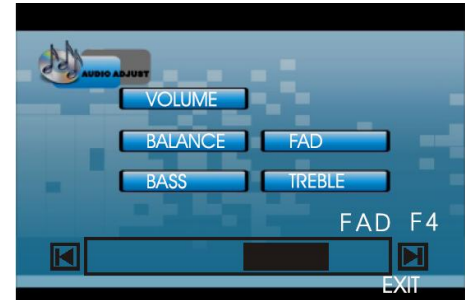 AUDIO ADJUST
VOLUME
BALANCE FAD
BASS TREBLE
FAD F4
EXIT